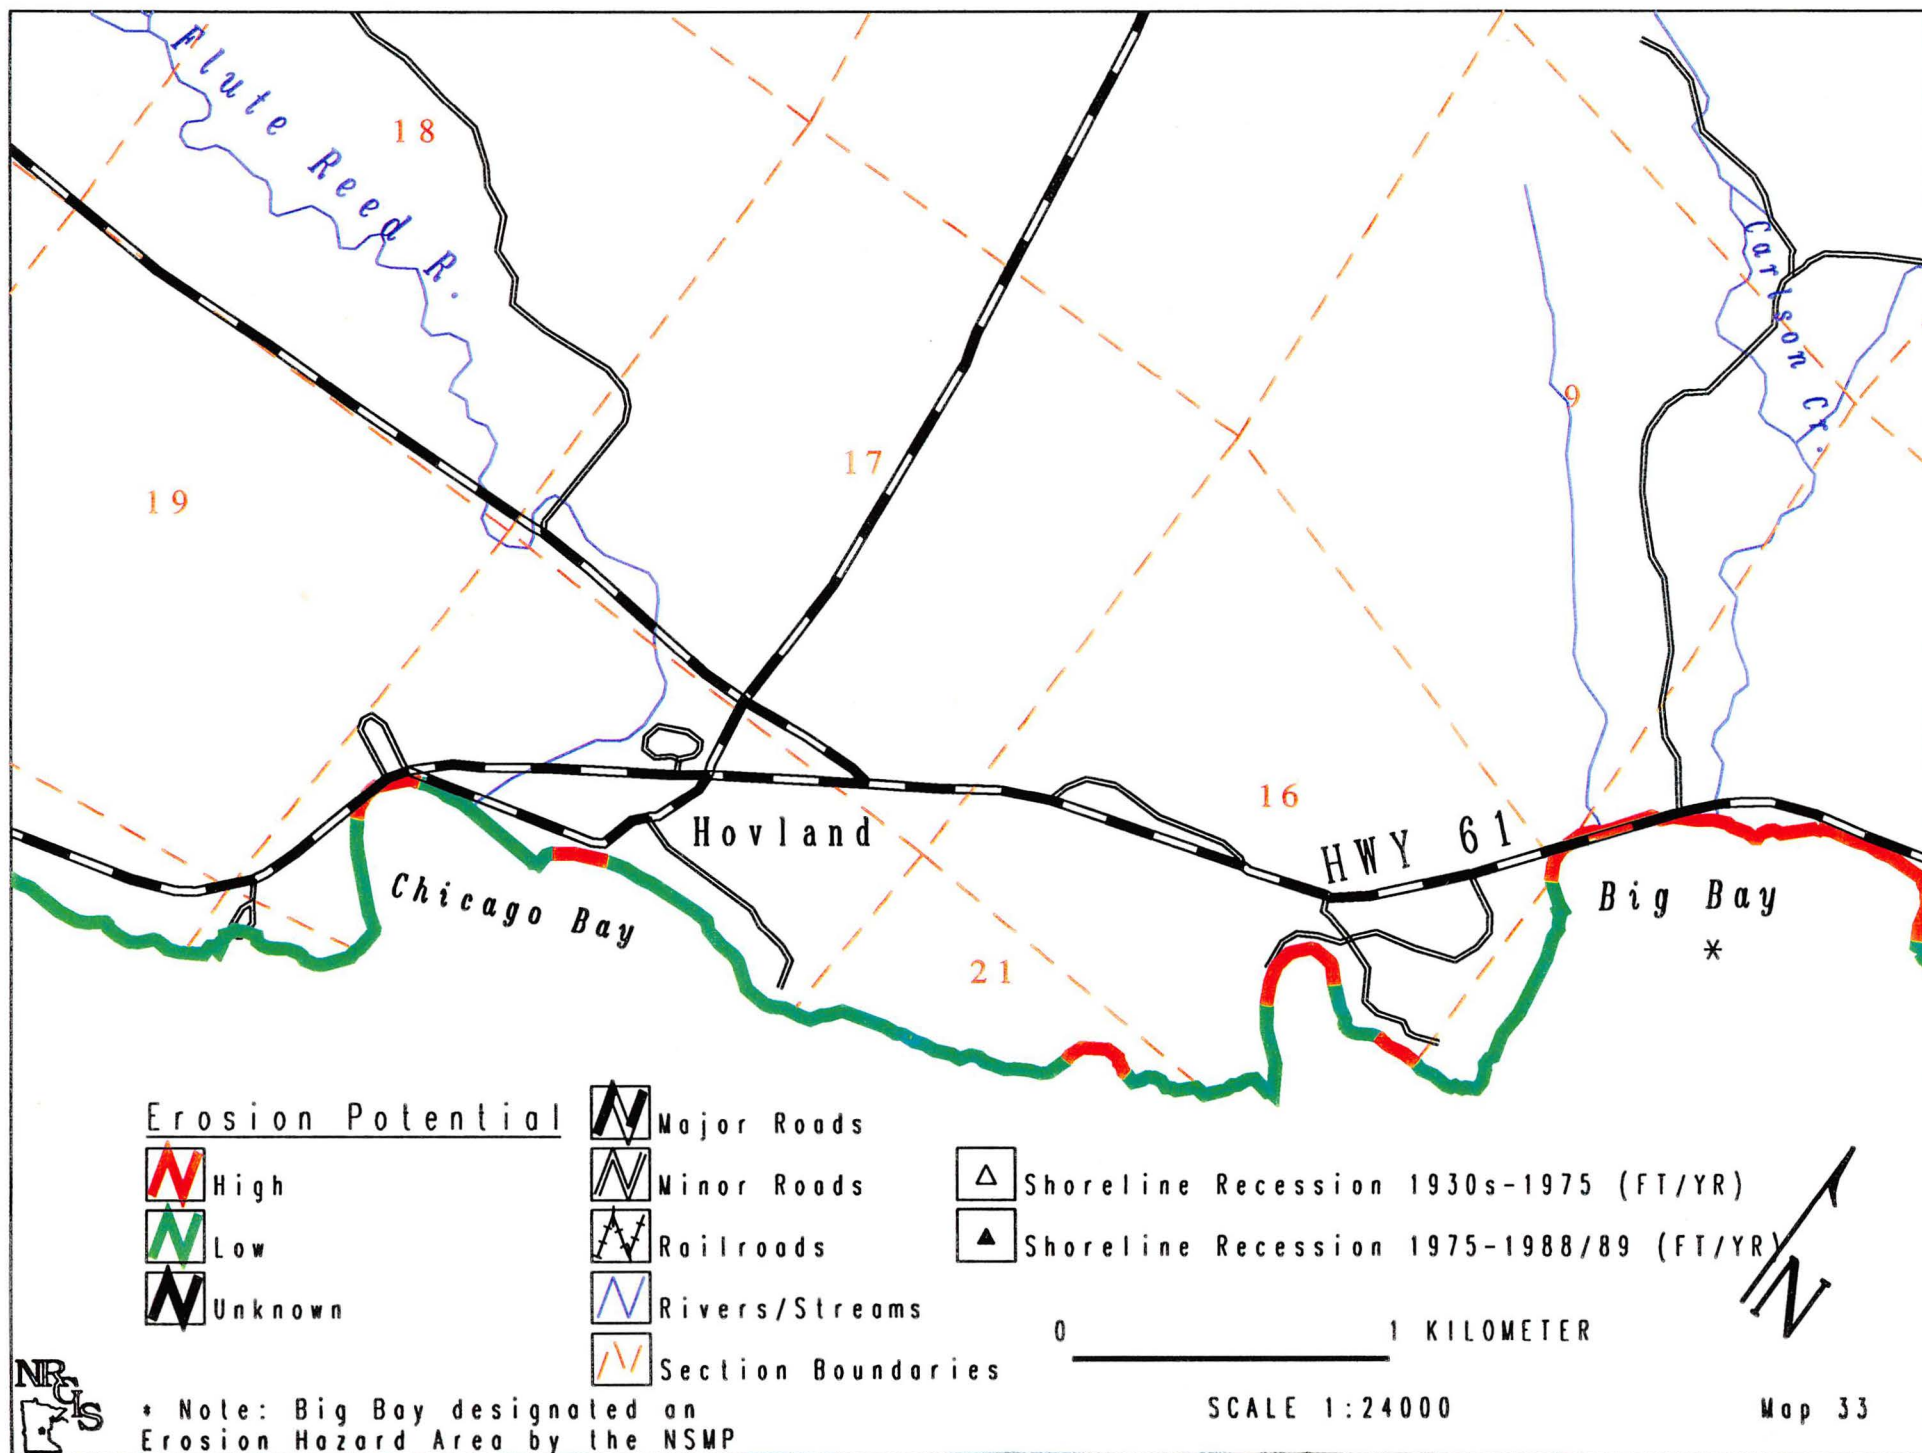 Flute Reed R.
18
Carlson Cr.
9
17
19
16
HWY 61
Hovland
Big Bay
*
Chicago Bay
21
Erosion Potential
High
Low
Unknown
Major Roads
Minor Roads
Railroads
Rivers/Streams
Section Boundaries
Shoreline Recession 1930s-1975 (FT/YR)
Shoreline Recession 1975-1988/89 (FT/YR)
N
0 1 KILOMETER
SCALE 1:24000
Map 33
NRGIS
* Note: Big Bay designated an
Erosion Hazard Area by the NSMP